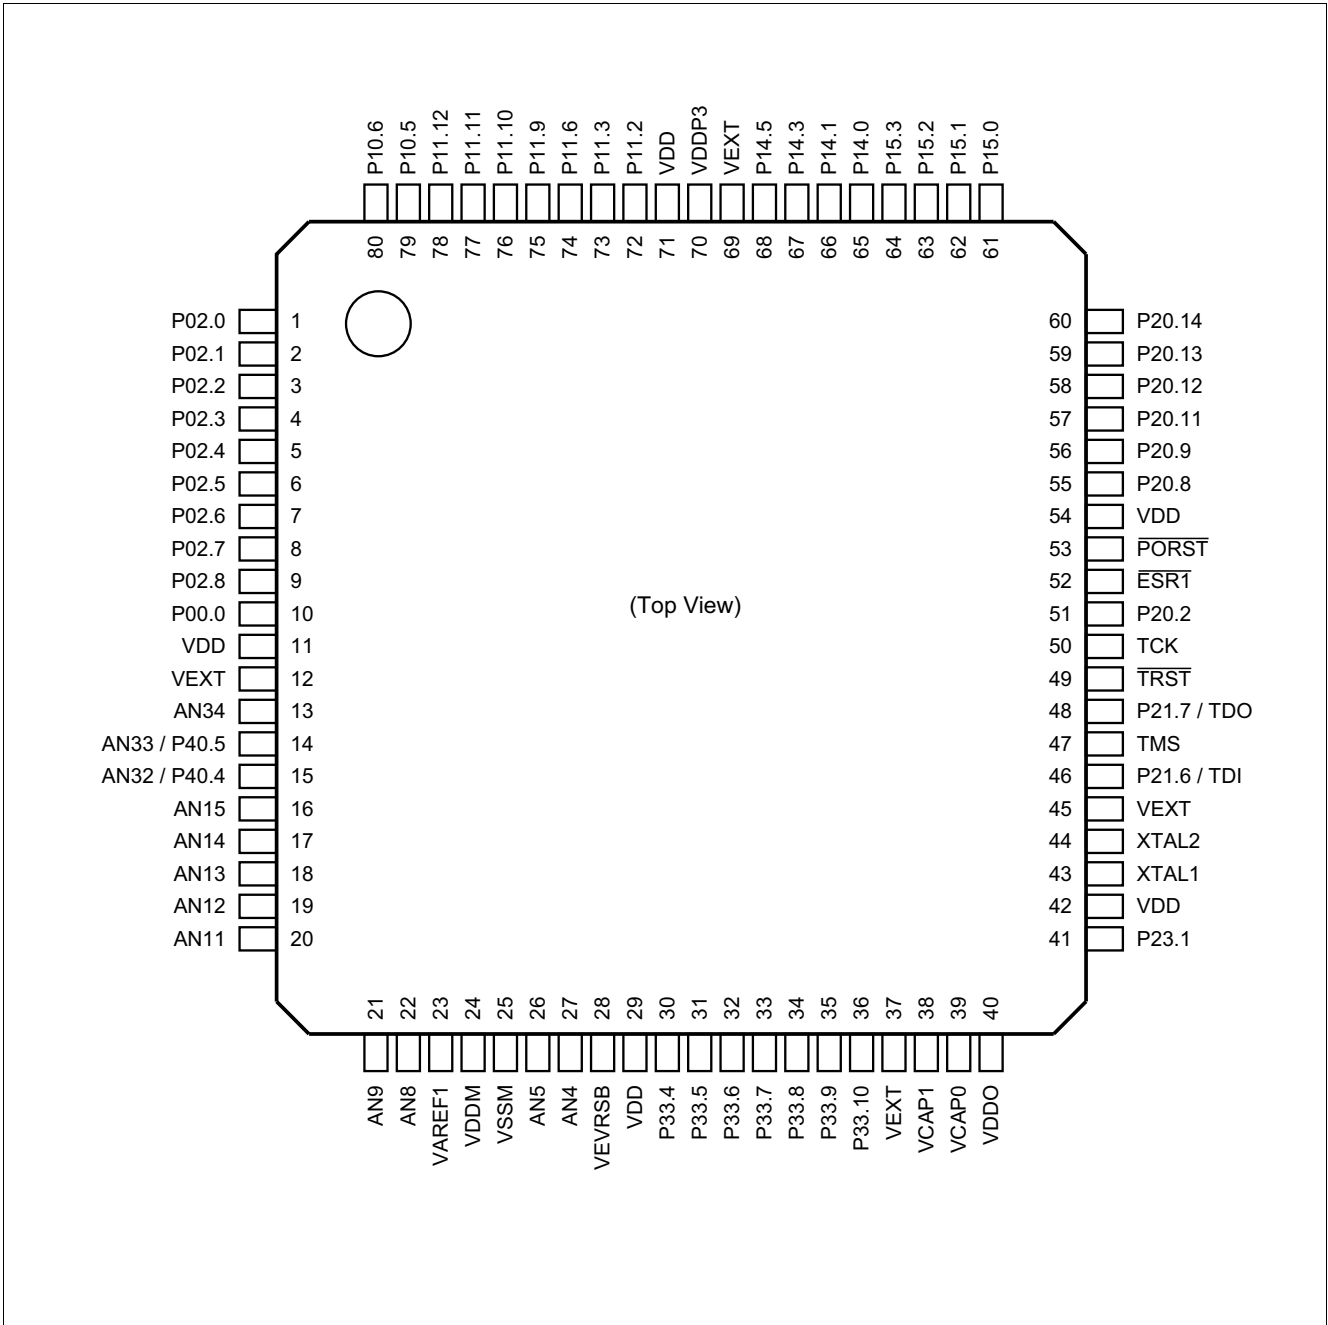 P10.6
P10.5
P11.12
P11.11
P11.10
P11.9
P11.6
P11.3
P11.2
VDD
VDDP3
VEXT
P14.5
P14.3
P14.1
P14.0
P15.3
P15.2
P15.1
P15.0
80 79 78 77 76 75 74 73 72 71 70 69 68 67 66 65 64 63 62 61
P02.0 1 60 P20.14
P02.1 2 59 P20.13
P02.2 3 58 P20.12
P02.3 4 57 P20.11
P02.4 5 56 P20.9
P02.5 6 55 P20.8
P02.6 7 54 VDD
P02.7 8 53 PORST
P02.8 9 52 ESR1
(Top View)
P00.0 10 51 P20.2
VDD 11 50 TCK
VEXT 12 49 TRST
AN34 13 48 P21.7 / TDO
AN33 / P40.5 14 47 TMS
AN32 / P40.4 15 46 P21.6 / TDI
AN15 16 45 VEXT
AN14 17 44 XTAL2
AN13 18 43 XTAL1
AN12 19 42 VDD
AN11 20 41 P23.1
21 22 23 24 25 26 27 28 29 30 31 32 33 34 35 36 37 38 39 40
AN9
AN8
VAREF1
VDDM
VSSM
AN5
AN4
VEVRSB
VDD
P33.4
P33.5
P33.6
P33.7
P33.8
P33.9
P33.10
VEXT
VCAP1
VCAP0
VDDO